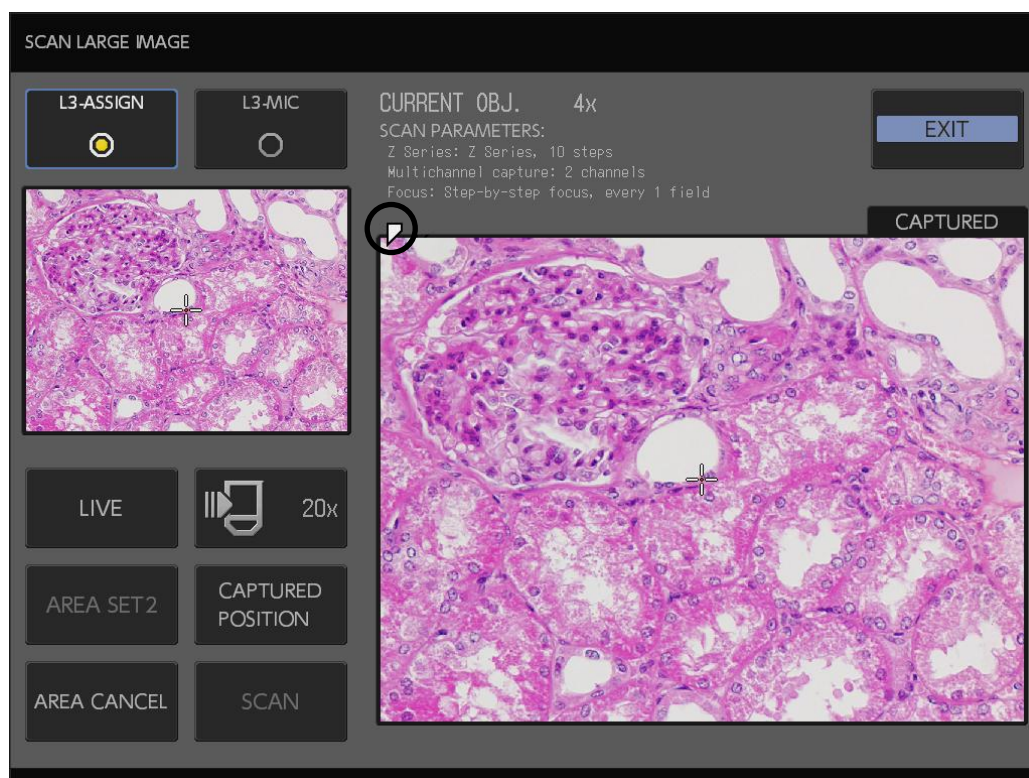 SCAN LARGE IMAGE
L3-ASSIGN
L3-MIC
CURRENT OBJ. 4x
SCAN PARAMETERS:
Z Series: Z Series, 10 steps
Multichannel capture: 2 channels
Focus: Step-by-step focus, every 1 field
EXIT
CAPTURED
LIVE
20x
AREA SET2
CAPTURED
POSITION
AREA CANCEL
SCAN